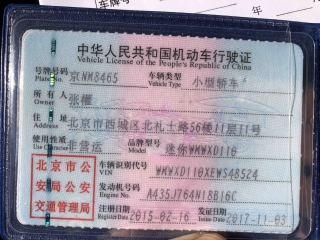 年
中华人民共和国机动车行驶证
Vehicle License of the People's Republic of China
号牌号码 京NM8465 车辆类型 小型轿车
Plate Vehicle Type
所有人 张權
Owner
住址 北京市西城区北礼士路56楼11层11号
Address
使用性质 非营运 品牌型号 迷你WMWXD110
Use Character Model
北京市公安局公安交通管理局
车辆识别代号 WMWXD110XEWS48524
VIN
发动机号码 A435J764N18B16C
Engine No.
注册日期 2015-02-16 发证日期 2017-11-03
Register Date Issue Date